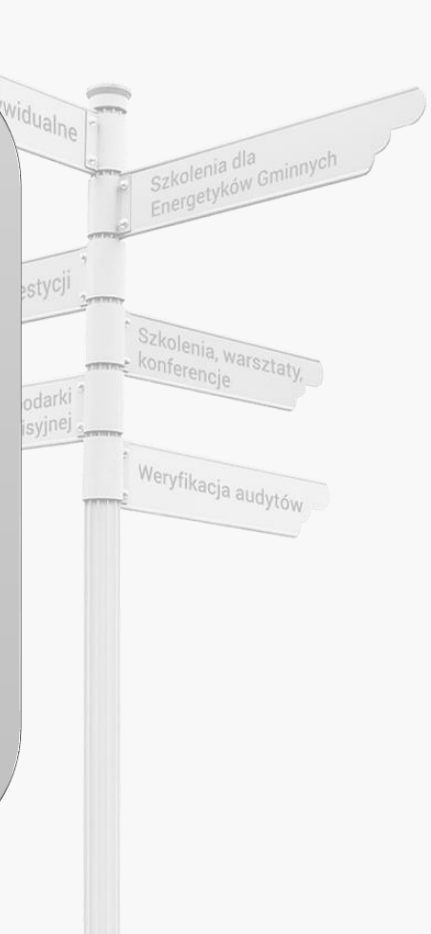 widualne
Szkolenia dla
Energetyków Gminnych
estycji
Szkolenia, warsztaty,
konferencje
odarki
isyjnej
Weryfikacja audytów